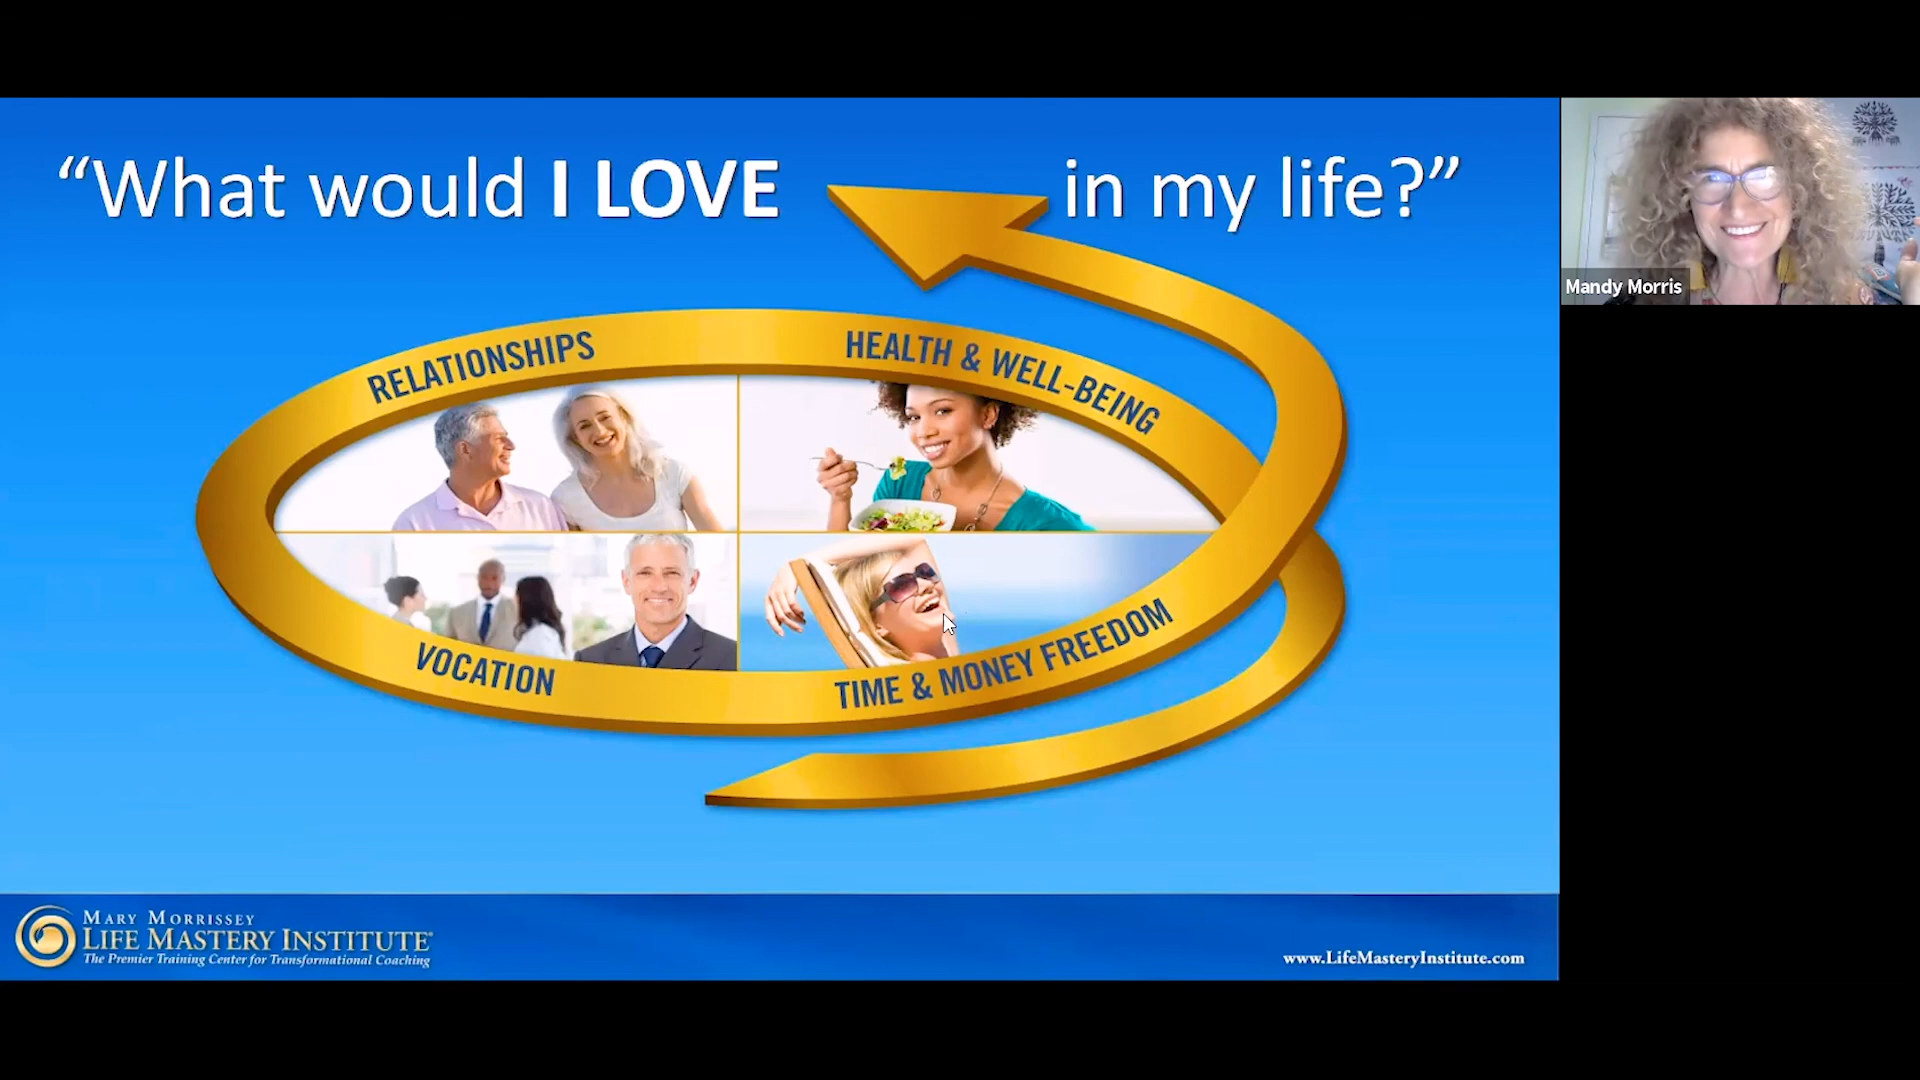 “What would I LOVE in my life?”
Mandy Morris
RELATIONSHIPS
HEALTH & WELL-BEING
VOCATION
TIME & MONEY FREEDOM
MARY MORRISSEY
LIFE MASTERY INSTITUTE®
The Premier Training Center for Transformational Coaching
www.LifeMasteryInstitute.com